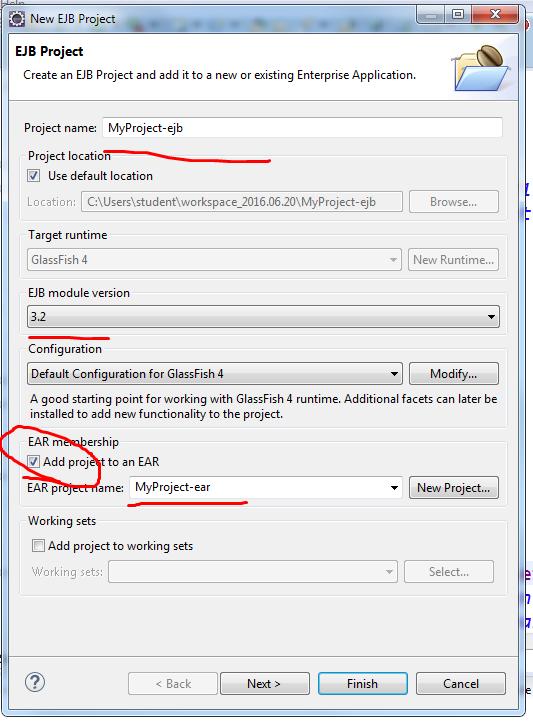 Help
New EJB Project
EJB Project
Create an EJB Project and add it to a new or existing Enterprise Application.
Project name: MyProject-ejb
Project location
Use default location
Location: C:\Users\student\workspace_2016.06.20\MyProject-ejb Browse...
Target runtime
GlassFish 4 New Runtime...
EJB module version
3.2
Configuration
Default Configuration for GlassFish 4 Modify...
A good starting point for working with GlassFish 4 runtime. Additional facets can later be
installed to add new functionality to the project.
EAR membership
Add project to an EAR
EAR project name: MyProject-ear New Project...
Working sets
Add project to working sets
Working sets: Select...
? < Back Next > Finish Cancel